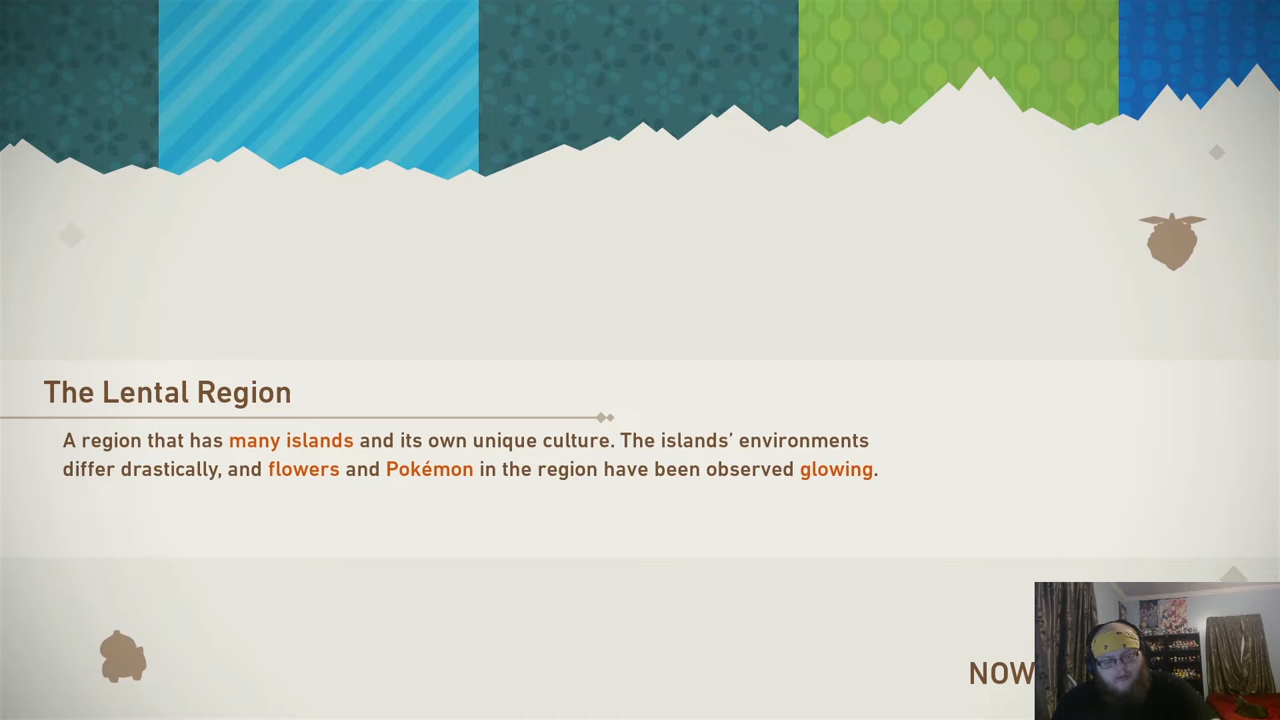 The Lental Region
A region that has many islands and its own unique culture. The islands' environments
differ drastically, and flowers and Pokémon in the region have been observed glowing.
NOW